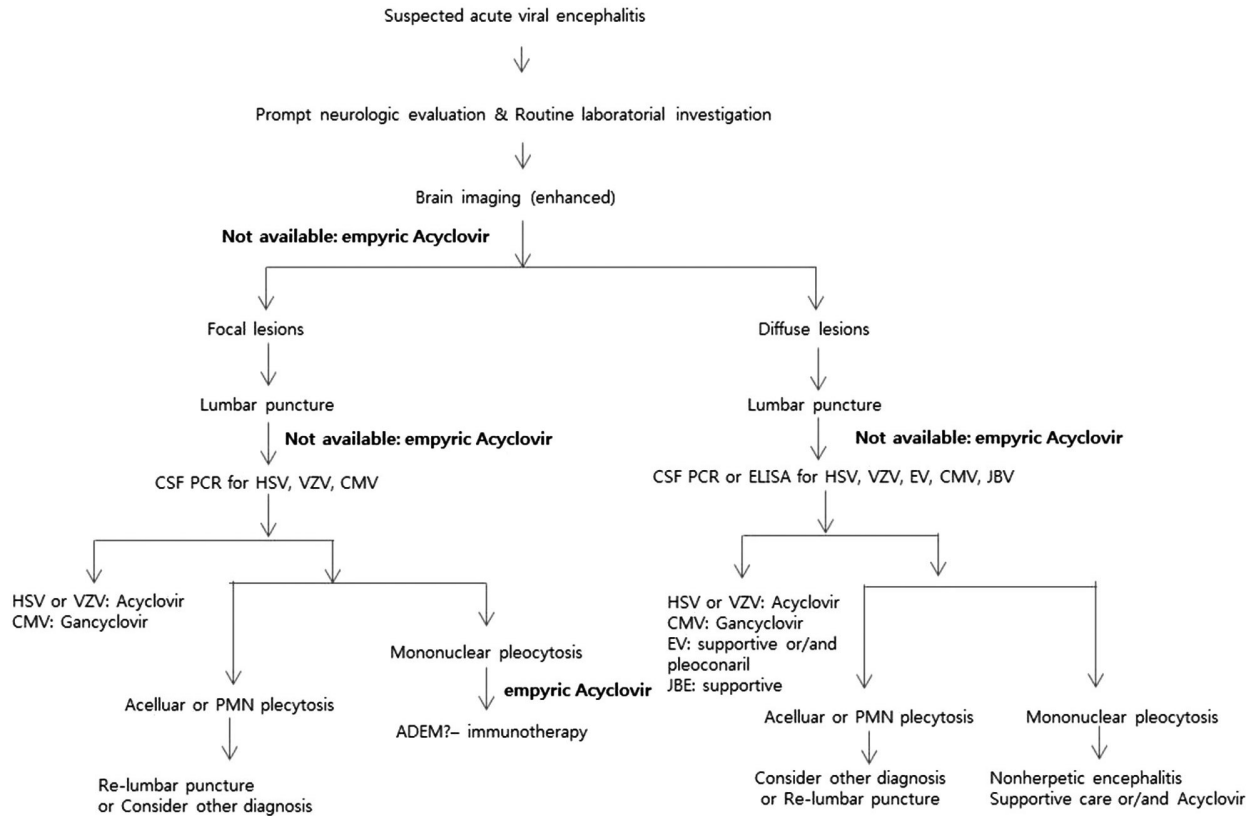 Suspected acute viral encephalitis
Prompt neurologic evaluation & Routine laboratorial investigation
Brain imaging (enhanced)
Not available: empyric Acyclovir
Focal lesions
Lumbar puncture
Not available: empyric Acyclovir
CSF PCR for HSV, VZV, CMV
HSV or VZV: Acyclovir
CMV: Gancyclovir
Mononuclear pleocytosis
empyric Acyclovir
ADEM?– immunotherapy
Acelluar or PMN plecytosis
Re-lumbar puncture
or Consider other diagnosis
Diffuse lesions
Lumbar puncture
Not available: empyric Acyclovir
CSF PCR or ELISA for HSV, VZV, EV, CMV, JBV
HSV or VZV: Acyclovir
CMV: Gancyclovir
EV: supportive or/and
pleoconaril
JBE: supportive
Acelluar or PMN plecytosis
Consider other diagnosis
or Re-lumbar puncture
Mononuclear pleocytosis
Nonherpetic encephalitis
Supportive care or/and Acyclovir